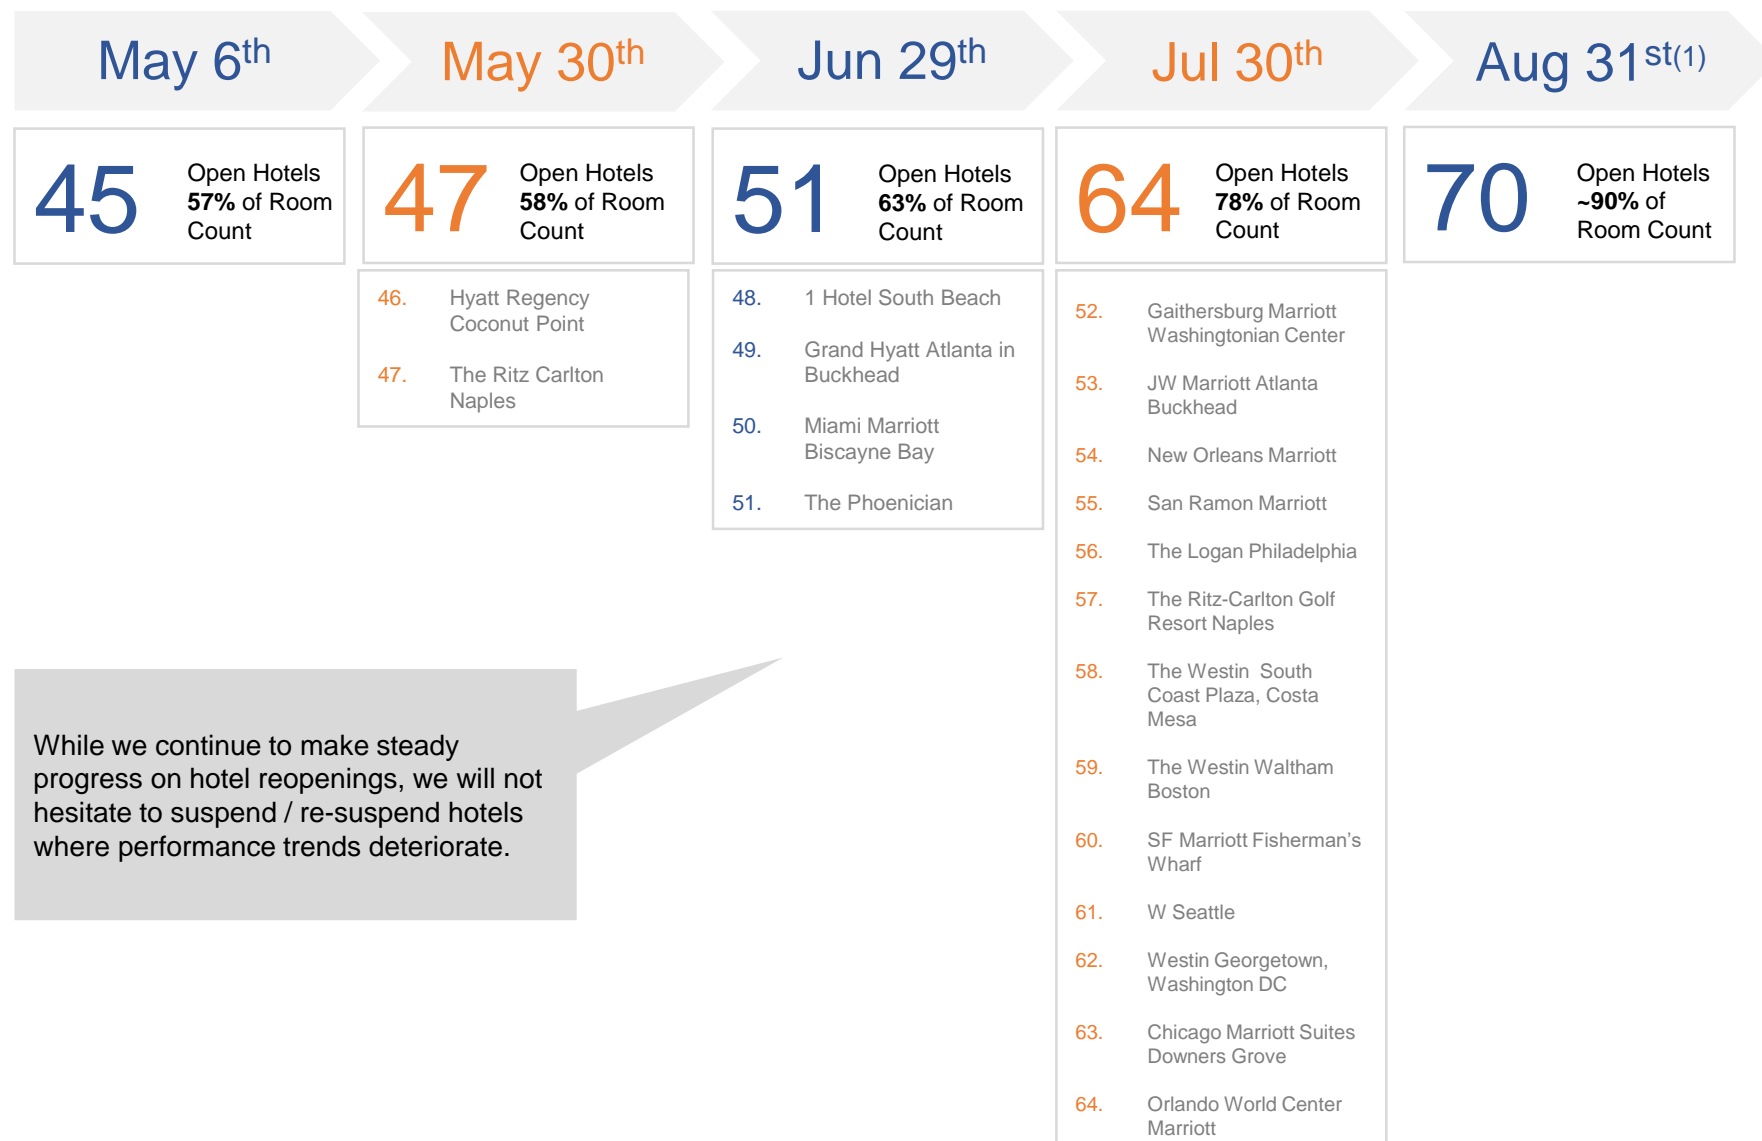 May 6th
May 30th
Jun 29th
Jul 30th
Aug 31st(1)
45
Open Hotels
57% of Room
Count
47
Open Hotels
58% of Room
Count
51
Open Hotels
63% of Room
Count
64
Open Hotels
78% of Room
Count
70
Open Hotels
~90% of
Room Count
46. Hyatt Regency
Coconut Point
47. The Ritz Carlton
Naples
48. 1 Hotel South Beach
49. Grand Hyatt Atlanta in
Buckhead
50. Miami Marriott
Biscayne Bay
51. The Phoenician
52. Gaithersburg Marriott
Washingtonian Center
53. JW Marriott Atlanta
Buckhead
54. New Orleans Marriott
55. San Ramon Marriott
56. The Logan Philadelphia
57. The Ritz-Carlton Golf
Resort Naples
58. The Westin South
Coast Plaza, Costa
Mesa
59. The Westin Waltham
Boston
60. SF Marriott Fisherman's
Wharf
61. W Seattle
62. Westin Georgetown,
Washington DC
63. Chicago Marriott Suites
Downers Grove
64. Orlando World Center
Marriott
While we continue to make steady
progress on hotel reopenings, we will not
hesitate to suspend / re-suspend hotels
where performance trends deteriorate.